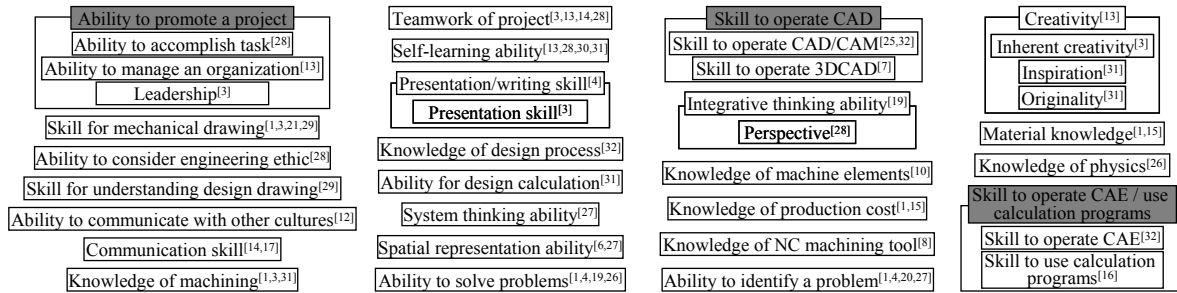 Ability to promote a project
Ability to accomplish task[28]
Ability to manage an organization[13]
Leadership[3]
Skill for mechanical drawing[1,3,21,29]
Ability to consider engineering ethic[28]
Skill for understanding design drawing[29]
Ability to communicate with other cultures[12]
Communication skill[14,17]
Knowledge of machining[1,3,31]
Teamwork of project[3,13,14,28]
Self-learning ability[13,28,30,31]
Presentation/writing skill[4]
Presentation skill[3]
Knowledge of design process[32]
Ability for design calculation[31]
System thinking ability[27]
Spatial representation ability[6,27]
Ability to solve problems[1,4,19,26]
Skill to operate CAD
Skill to operate CAD/CAM[25,32]
Skill to operate 3DCAD[7]
Integrative thinking ability[19]
Perspective[28]
Knowledge of machine elements[10]
Knowledge of production cost[1,15]
Knowledge of NC machining tool[8]
Ability to identify a problem[1,4,20,27]
Creativity[13]
Inherent creativity[3]
Inspiration[31]
Originality[31]
Material knowledge[1,15]
Knowledge of physics[26]
Skill to operate CAE / use
calculation programs
Skill to operate CAE[32]
Skill to use calculation
programs[16]